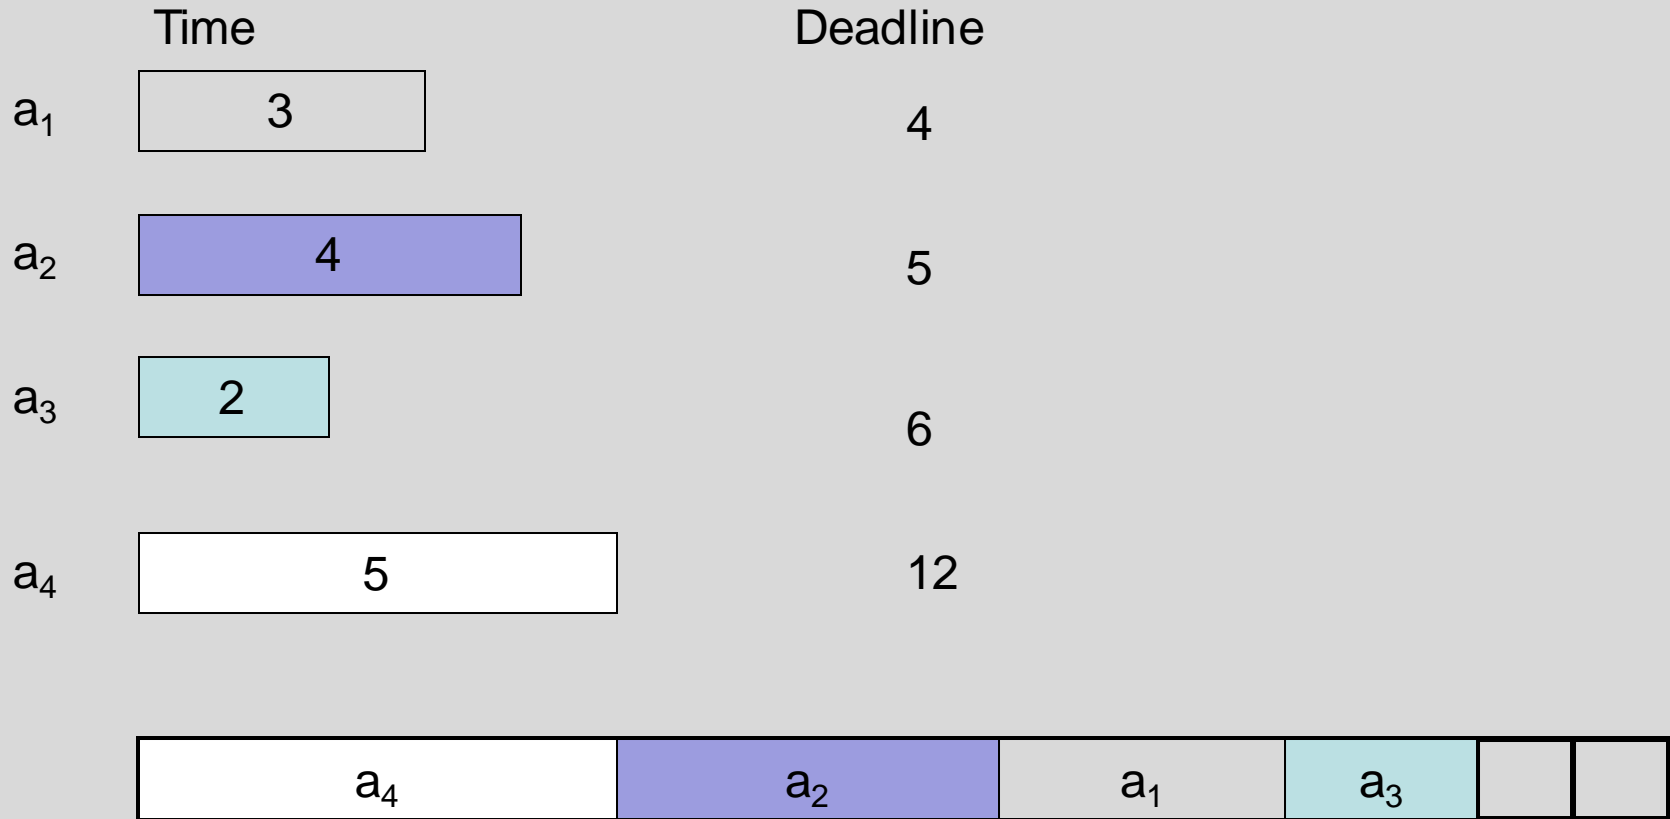 Time Deadline
a₁ 3 4
a₂ 4 5
a₃ 2 6
a₄ 5 12
a₄ a₂ a₁ a₃